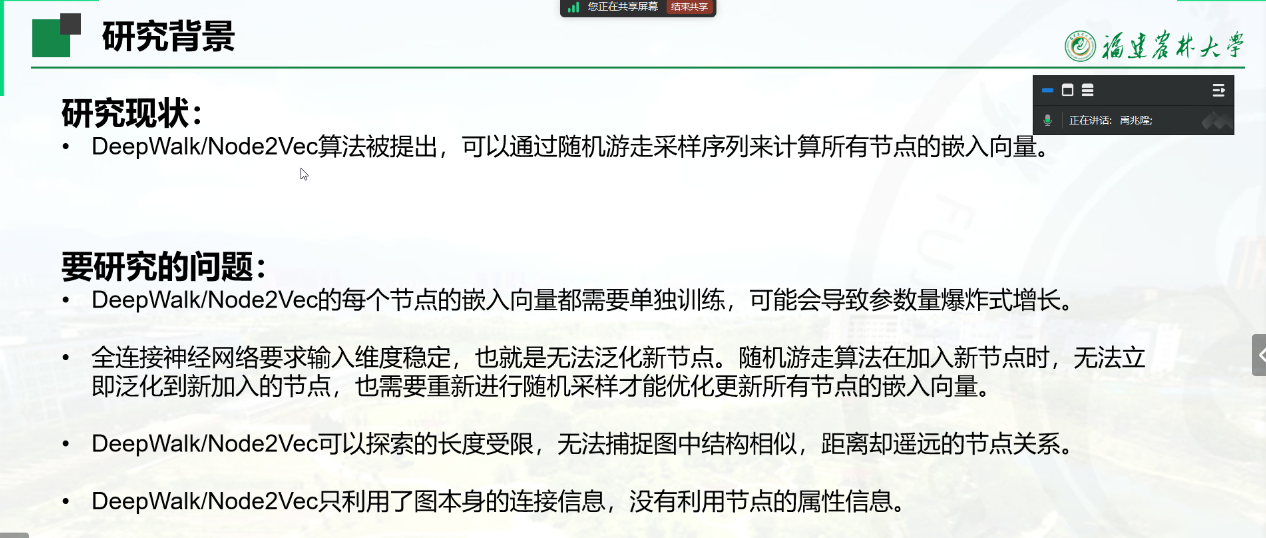 您正在共享屏幕 结束共享
研究背景
福建农林大学
研究现状：
正在讲话：
• DeepWalk/Node2Vec算法被提出，可以通过随机游走采样序列来计算所有节点的嵌入向量。
FU
要研究的问题：
• DeepWalk/Node2Vec的每个节点的嵌入向量都需要单独训练，可能会导致参数量爆炸式增长。
• 全连接神经网络要求输入维度稳定，也就是无法泛化新节点。随机游走算法在加入新节点时，无法立
即泛化到新加入的节点，也需要重新进行随机采样才能优化更新所有节点的嵌入向量。
• DeepWalk/Node2Vec可以探索的长度受限，无法捕捉图中结构相似，距离却遥远的节点关系。
• DeepWalk/Node2Vec只利用了图本身的连接信息，没有利用节点的属性信息。